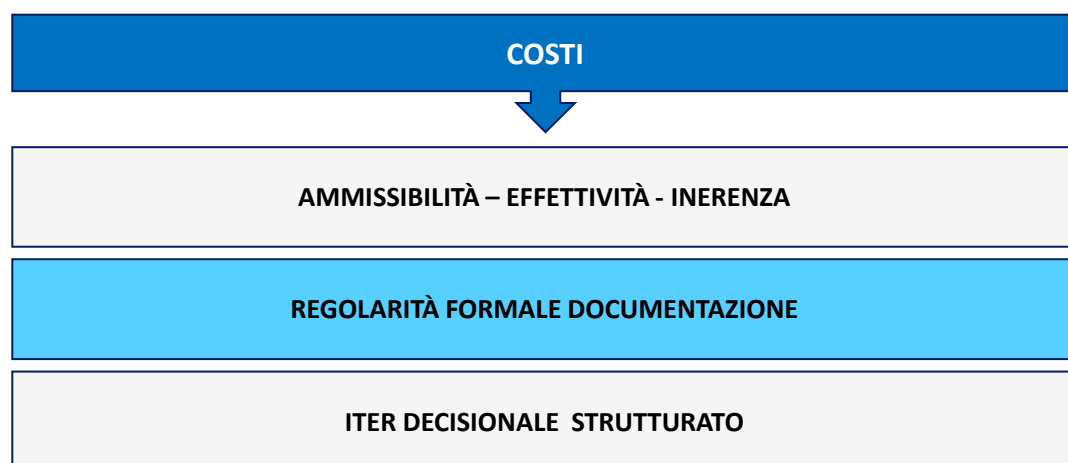 COSTI
AMMISSIBILITÀ – EFFETTIVITÀ - INERENZA
REGOLARITÀ FORMALE DOCUMENTAZIONE
ITER DECISIONALE  STRUTTURATO